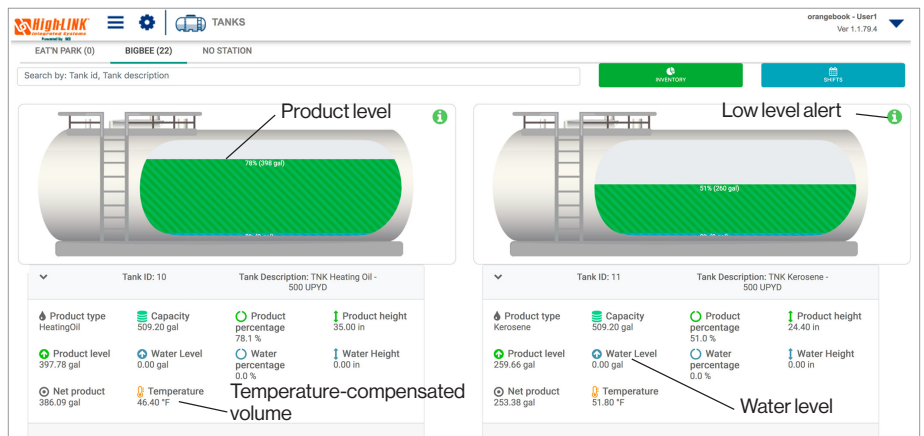 HighLINK
Integrated Systems
Powered By
TANKS
orangebook - User1
Ver 1.1.79.4
EAT'N PARK (0)
BIGBEE (22)
NO STATION
Search by: Tank id, Tank description
INVENTORY
SHIFTS
Product level
Low level alert
78% (398 gal)
51% (260 gal)
Tank ID: 10
Tank Description: TNK Heating Oil -
500 UPYD
Product type
HeatingOil
Capacity
509.20 gal
Product
percentage
78.1 %
Product height
35.00 in
Product level
397.78 gal
Water Level
0.00 gal
Water
percentage
0.0 %
Water Height
0.00 in
Net product
386.09 gal
Temperature
46.40 °F
Temperature-compensated
volume
Tank ID: 11
Tank Description: TNK Kerosene -
500 UPYD
Product type
Kerosene
Capacity
509.20 gal
Product
percentage
51.0 %
Product height
24.40 in
Product level
259.66 gal
Water Level
0.00 gal
Water
percentage
0.0 %
Water Height
0.00 in
Net product
253.38 gal
Temperature
51.80 °F
Water level